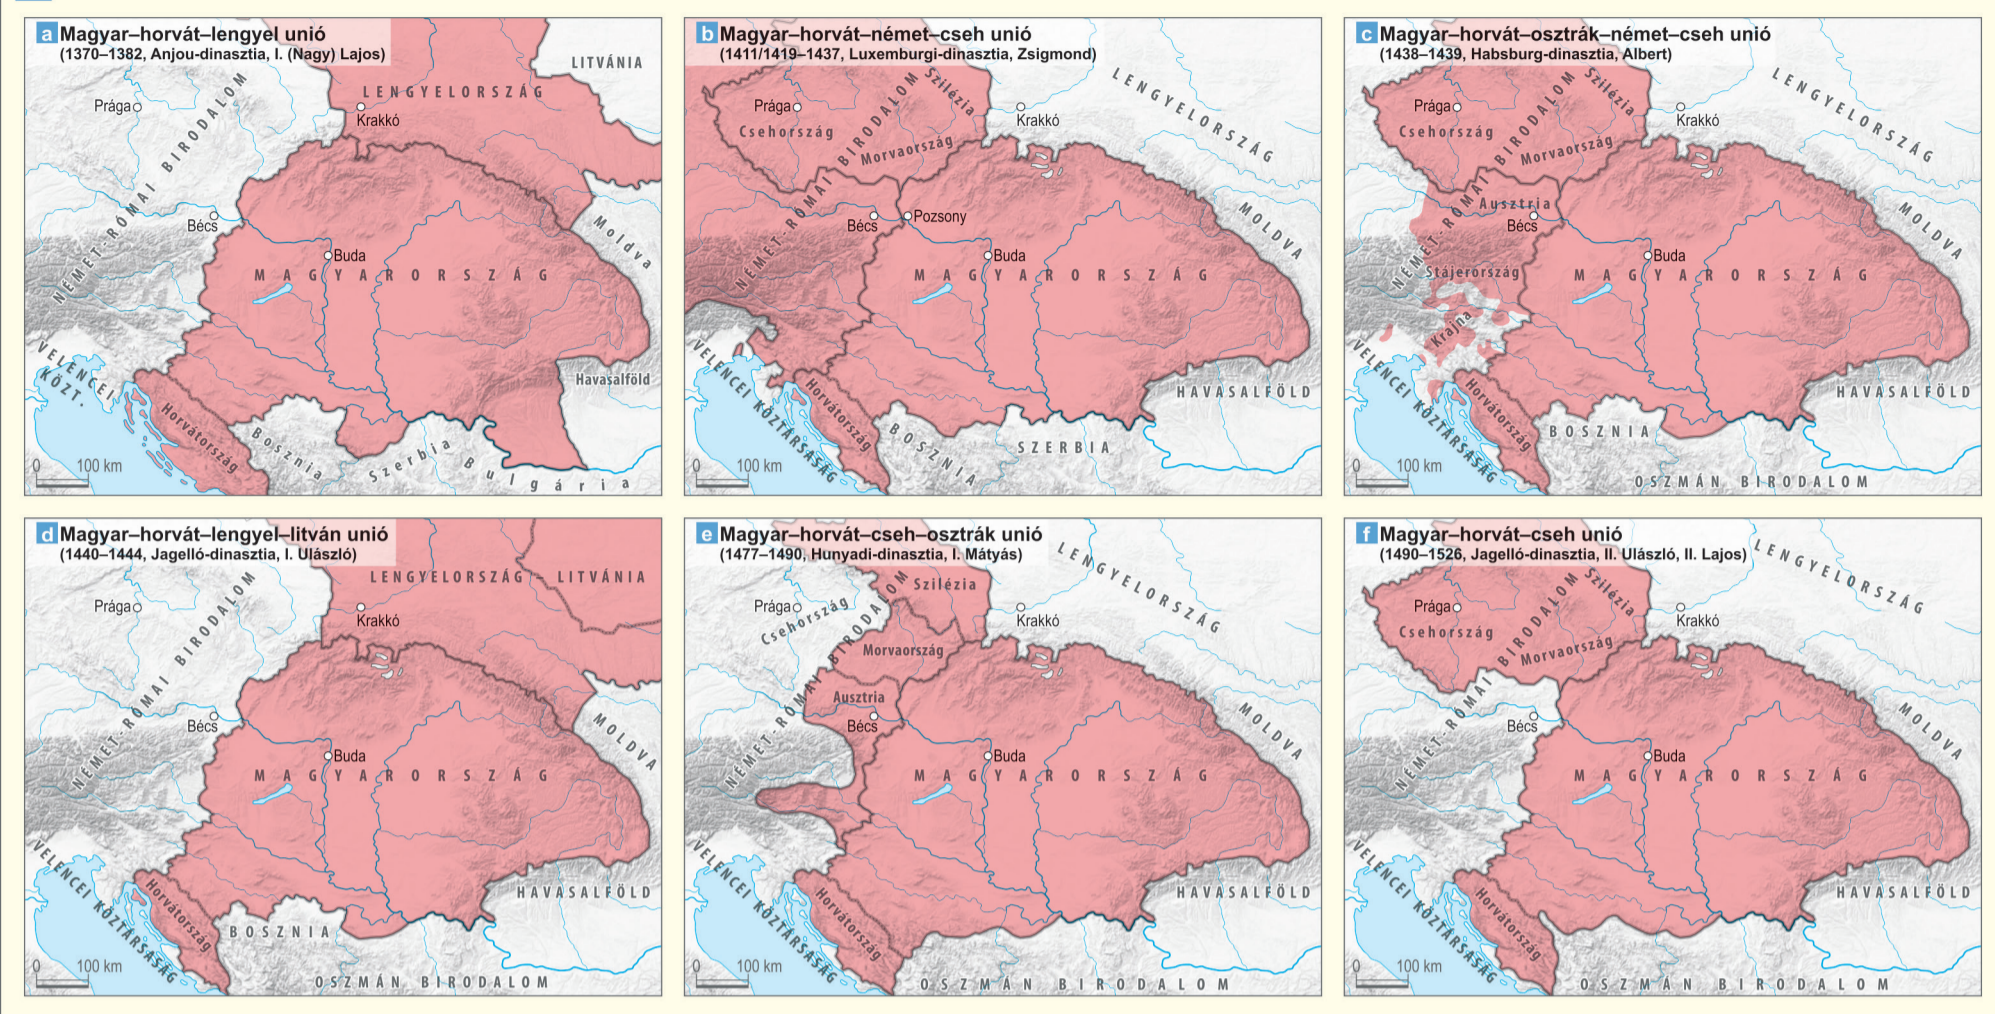 a Magyar–horvát–lengyel unió
(1370–1382, Anjou-dinasztia, I. (Nagy) Lajos)
LITVÁNIA
LENGYELORSZÁG
Prága
Krakkó
NÉMET-RÓMAI BIRODALOM
Bécs
Moldva
Buda
MAGYARORSZÁG
VELENCEI
KÖZT.
Havasalföld
Horvátország
Bosznia
Szerbia
Bulgária
0 100 km
b Magyar–horvát–német–cseh unió
(1411/1419–1437, Luxemburgi-dinasztia, Zsigmond)
LENGYELORSZÁG
Szilézia
Prága
Krakkó
Csehország
Morvaország
NÉMET-RÓMAI BIRODALOM
Bécs
Pozsony
MOLDVA
Buda
MAGYARORSZÁG
VELENCEI KÖZTÁRSASÁG
HAVASALFÖLD
Horvátország
BOSZNIA
SZERBIA
0 100 km
c Magyar–horvát–osztrák–német–cseh unió
(1438–1439, Habsburg-dinasztia, Albert)
LENGYELORSZÁG
Szilézia
Prága
Krakkó
Csehország
Morvaország
NÉMET-RÓMAI BIRODALOM
Ausztria
Bécs
MOLDVA
Buda
Stájerország
MAGYARORSZÁG
Krajna
VELENCEI KÖZTÁRSASÁG
HAVASALFÖLD
Horvátország
BOSZNIA
OSZMÁN BIRODALOM
0 100 km
d Magyar–horvát–lengyel–litván unió
(1440–1444, Jagelló-dinasztia, I. Ulászló)
LENGYELORSZÁG – LITVÁNIA
Prága
Krakkó
NÉMET-RÓMAI BIRODALOM
Bécs
MOLDVA
Buda
MAGYARORSZÁG
VELENCEI KÖZTÁRSASÁG
HAVASALFÖLD
Horvátország
BOSZNIA
OSZMÁN BIRODALOM
0 100 km
e Magyar–horvát–cseh–osztrák unió
(1477–1490, Hunyadi-dinasztia, I. Mátyás)
LENGYELORSZÁG
Szilézia
Prága
Krakkó
Csehország
Morvaország
NÉMET-RÓMAI BIRODALOM
Ausztria
Bécs
MOLDVA
Buda
MAGYARORSZÁG
VELENCEI KÖZTÁRSASÁG
HAVASALFÖLD
Horvátország
OSZMÁN BIRODALOM
0 100 km
f Magyar–horvát–cseh unió
(1490–1526, Jagelló-dinasztia, II. Ulászló, II. Lajos)
LENGYELORSZÁG
Szilézia
Prága
Krakkó
Csehország
Morvaország
NÉMET-RÓMAI BIRODALOM
Bécs
MOLDVA
Buda
MAGYARORSZÁG
VELENCEI KÖZTÁRSASÁG
HAVASALFÖLD
Horvátország
OSZMÁN BIRODALOM
0 100 km